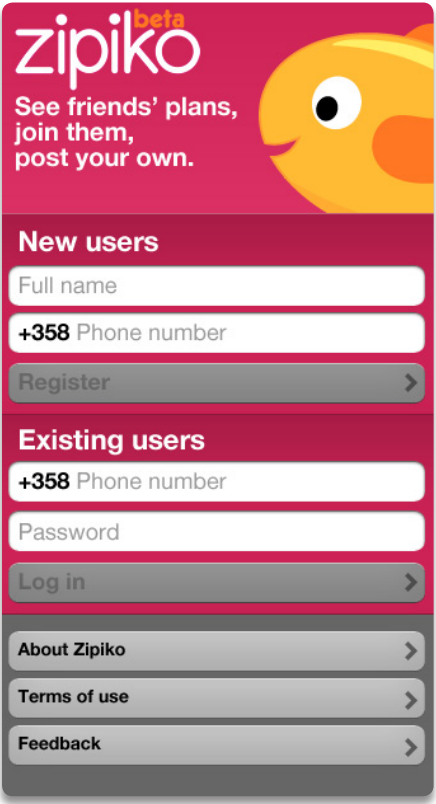 beta
zipiko
See friends’ plans,
join them,
post your own.
New users
Full name
+358 Phone number
Register
Existing users
+358 Phone number
Password
Log in
About Zipiko
Terms of use
Feedback